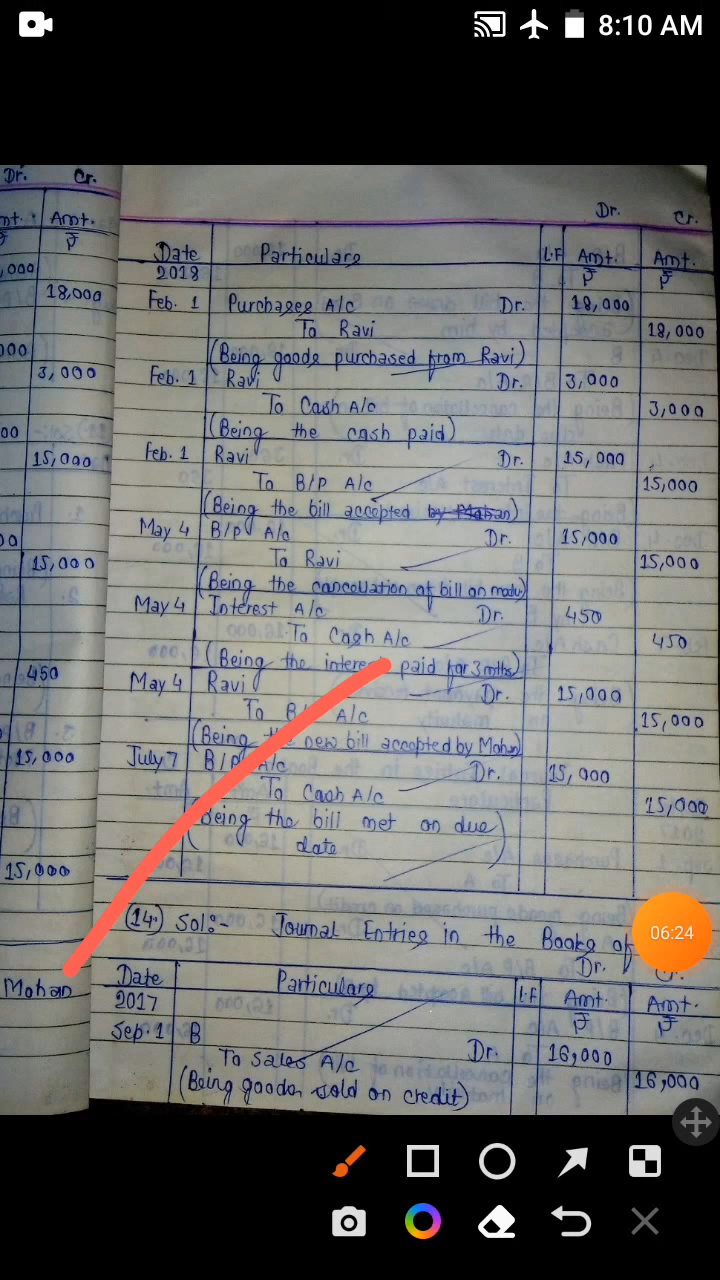 8:10 AM
Dr. Cr.
Amt.
₹
,000
18,000
000
3,000
00
15,000
15,000
450
15,000
15,000
Mohan
Dr. Cr.
Date Particulars L.F Amt. Amt.
2018 ₹ ₹
Feb. 1 Purchases A/c Dr. 18,000
To Ravi 18,000
(Being goods purchased from Ravi)
Feb. 1 Ravi Dr. 3,000
To Cash A/c 3,000
(Being the cash paid)
Feb. 1 Ravi Dr. 15,000
To B/P A/c 15,000
(Being the bill accepted by Mohan)
May 4 B/P A/c Dr. 15,000
To Ravi 15,000
(Being the cancellation of bill on matu)
May 4 Interest A/c Dr. 450
To Cash A/c 450
(Being the interest paid for 3 mths)
May 4 Ravi Dr. 15,000
To B/P A/c 15,000
(Being the new bill accepted by Mohan)
July 7 B/P A/c Dr. 15,000
To Cash A/c 15,000
(Being the bill met on due
date)
(14.) Sol:- Journal Entries in the Books of
Dr. Cr.
Date Particulars L.F Amt. Amt.
2017 ₹ ₹
Sep. 1 B Dr. 16,000
To Sales A/c 16,000
(Being goods sold on credit)
06:24